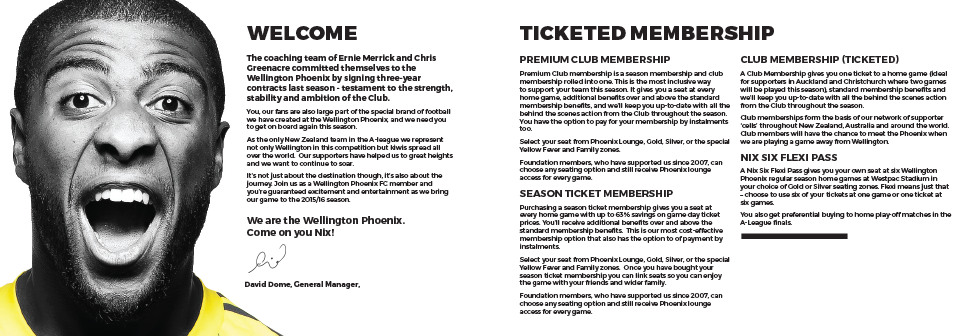 WELCOME
The coaching team of Ernie Merrick and Chris
Greenacre committed themselves to the
Wellington Phoenix by signing three-year
contracts last season - testament to the strength,
stability and ambition of the Club.
You, our fans are also large part of the special brand of football
we have created at the Wellington Phoenix, and we need you
to get on board again this season.
As the only New Zealand team in the A-league we represent
not only Wellington in this competition but kiwis spread all
over the world. Our supporters have helped us to great heights
and we want to continue to soar.
It's not just about the destination though, it's also about the
journey. Join us as a Wellington Phoenix FC member and
you're guaranteed excitement and entertainment as we bring
our game to the 2015/16 season.
We are the Wellington Phoenix.
Come on you Nix!
David Dome, General Manager,
TICKETED MEMBERSHIP
PREMIUM CLUB MEMBERSHIP
Premium Club membership is a season membership and club
membership rolled into one. This is the most inclusive way
to support your team this season. It gives you a seat at every
home game, additional benefits over and above the standard
membership benefits, and we'll keep you up-to-date with all the
behind the scenes action from the Club throughout the season.
You have the option to pay for your membership by instalments
too.
Select your seat from Phoenix Lounge, Gold, Silver, or the special
Yellow Fever and Family zones.
Foundation members, who have supported us since 2007, can
choose any seating option and still receive Phoenix lounge
access for every game.
SEASON TICKET MEMBERSHIP
Purchasing a season ticket membership gives you a seat at
every home game with up to 63% savings on game day ticket
prices. You'll receive additional benefits over and above the
standard membership benefits. This is our most cost-effective
membership option that also has the option to of payment by
instalments.
Select your seat from Phoenix Lounge, Gold, Silver, or the special
Yellow Fever and Family zones. Once you have bought your
season ticket membership you can link seats so you can enjoy
the game with your friends and wider family.
Foundation members, who have supported us since 2007, can
choose any seating option and still receive Phoenix lounge
access for every game.
CLUB MEMBERSHIP (TICKETED)
A Club Membership gives you one ticket to a home game (ideal
for supporters in Auckland and Christchurch where two games
will be played this season), standard membership benefits and
we'll keep you up-to-date with all the behind the scenes action
from the Club throughout the season.
Club memberships form the basis of our network of supporter
'cells' throughout New Zealand, Australia and around the world.
Club members will have the chance to meet the Phoenix when
we are playing a game away from Wellington.
NIX SIX FLEXI PASS
A Nix Six Flexi Pass gives you your own seat at six Wellington
Phoenix regular season home games at Westpac Stadium in
your choice of Gold or Silver seating zones. Flexi means just that
– choose to use six of your tickets at one game or one ticket at
six games.
You also get preferential buying to home play-off matches in the
A-League finals.